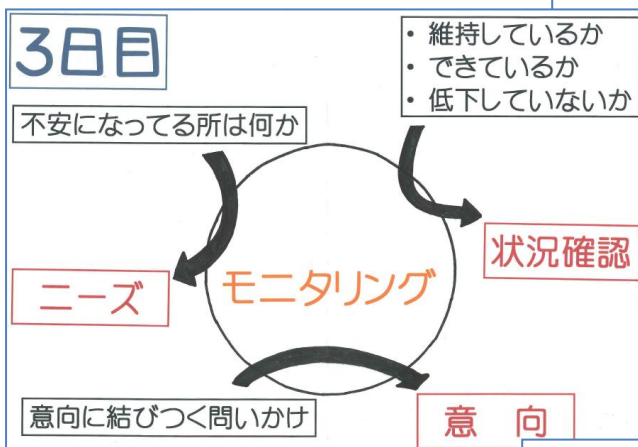 3日目
・ 維持しているか
・ できているか
・ 低下していないか
不安になってる所は何か
状況確認
モニタリング
ニーズ
意向に結びつく問いかけ
意　向